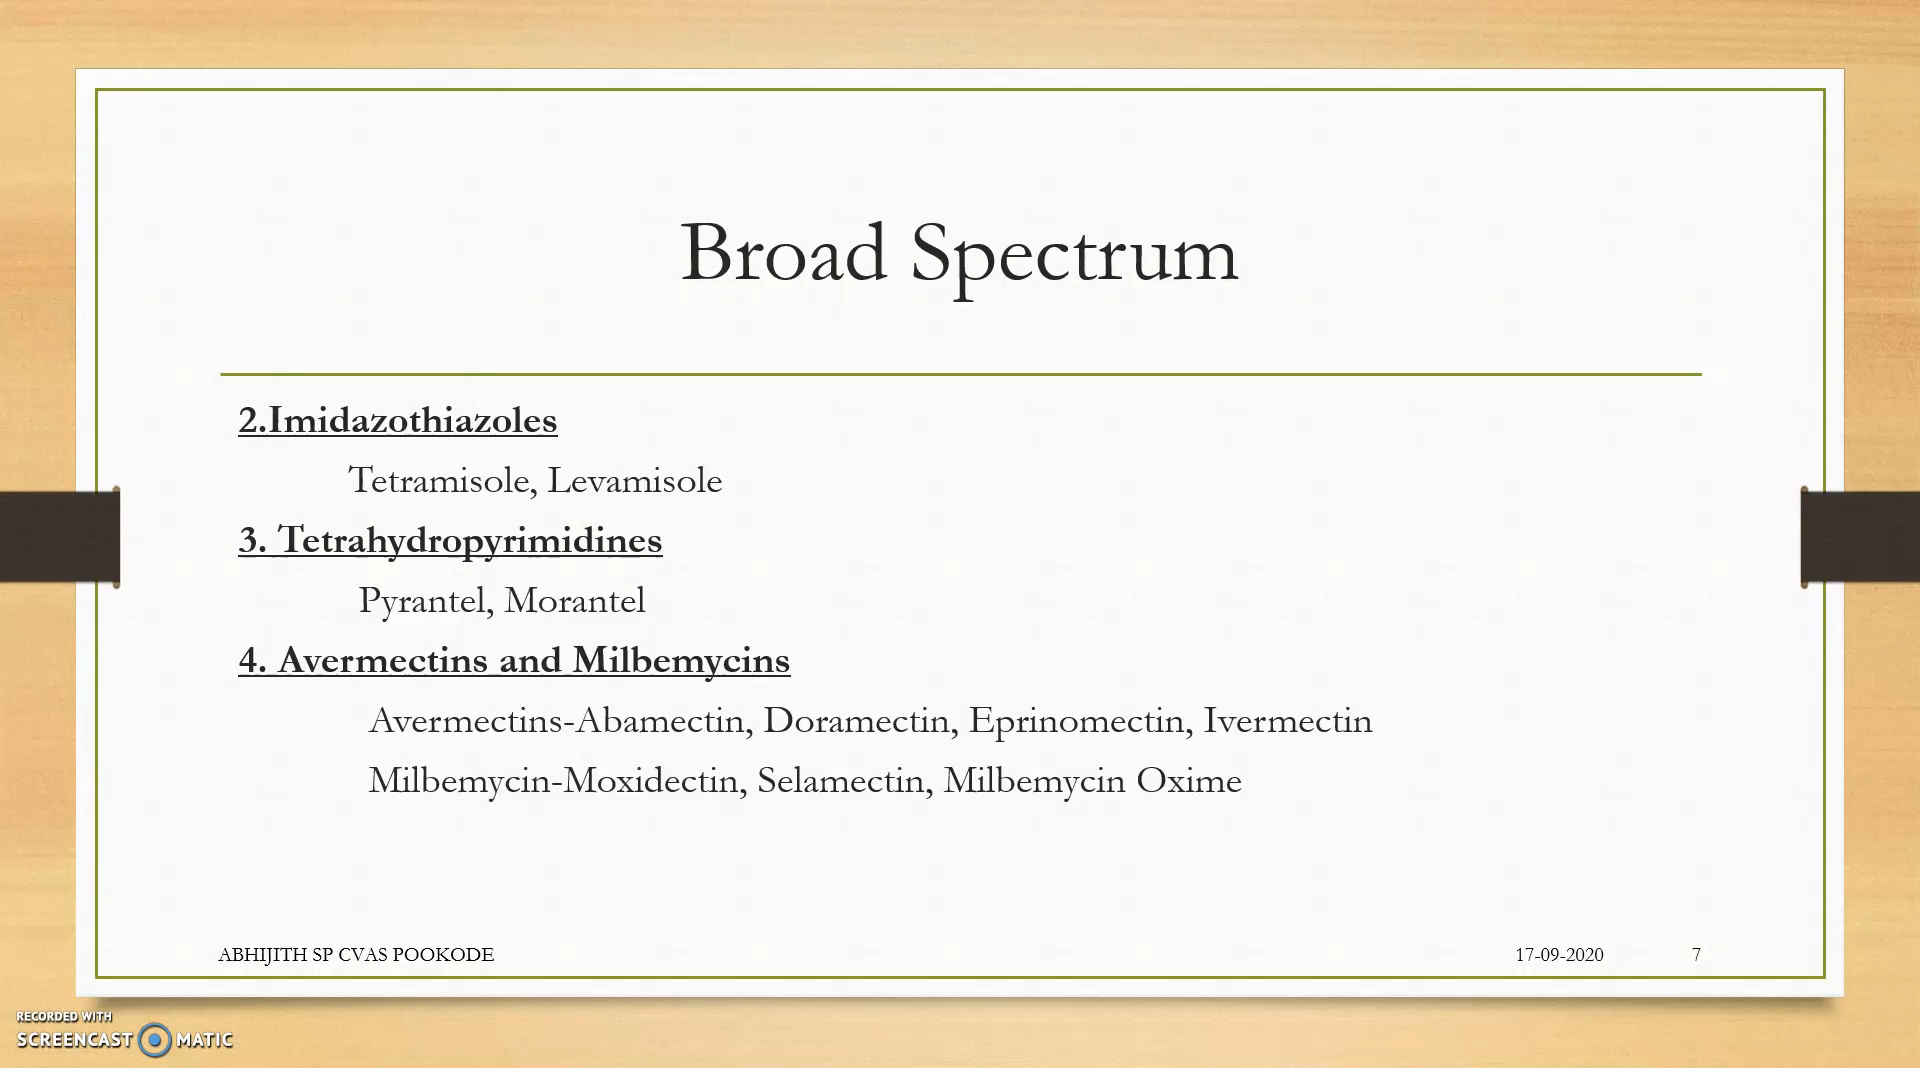 Broad Spectrum
2.Imidazothiazoles
Tetramisole, Levamisole
3. Tetrahydropyrimidines
Pyrantel, Morantel
4. Avermectins and Milbemycins
Avermectins-Abamectin, Doramectin, Eprinomectin, Ivermectin
Milbemycin-Moxidectin, Selamectin, Milbemycin Oxime
ABHIJITH SP CVAS POOKODE 17-09-2020 7
RECORDED WITH
SCREENCAST MATIC